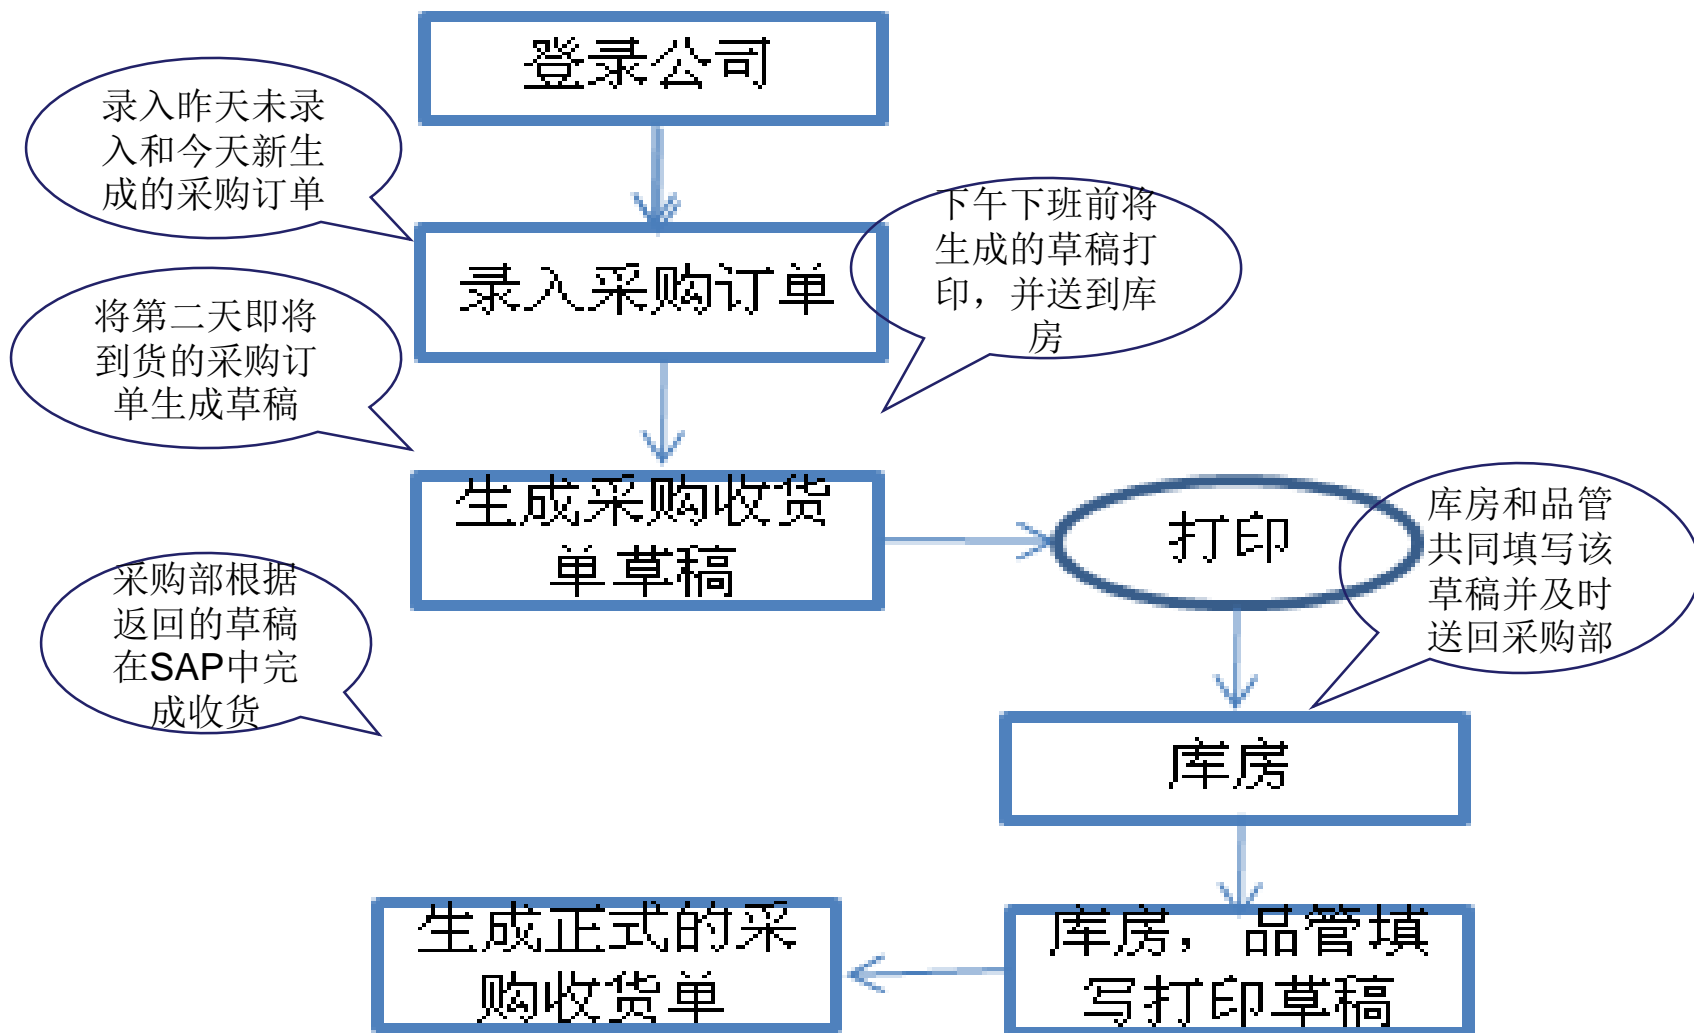 登录公司
录入昨天未录
入和今天新生
成的采购订单
下午下班前将
生成的草稿打
印，并送到库
房
录入采购订单
将第二天即将
到货的采购订
单生成草稿
生成采购收货
单草稿
打印
库房和品管
共同填写该
草稿并及时
送回采购部
采购部根据
返回的草稿
在SAP中完
成收货
库房
库房，品管填
写打印草稿
生成正式的采
购收货单